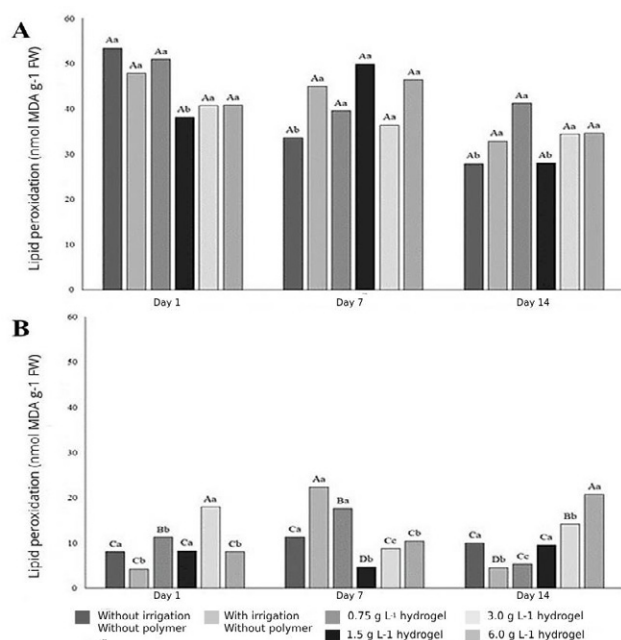 A
Lipid peroxidation (nmol MDA g-1 FW)
60
50
40
30
20
10
0
Aa Aa Aa Ab Aa Aa
Ab Aa Aa Aa Aa Aa
Ab Aa Aa Ab Aa Aa
Day 1 Day 7 Day 14
B
Lipid peroxidation (nmol MDA g-1 FW)
60
50
40
30
20
10
0
Ca Cb Bb Ca Aa Cb
Ca Aa Ba Db Cc Cb
Ca Db Cc Ca Bb Aa
Day 1 Day 7 Day 14
Without irrigation With irrigation 0.75 g L-1 hydrogel 3.0 g L-1 hydrogel
Without polymer Without polymer 1.5 g L-1 hydrogel 6.0 g L-1 hydrogel